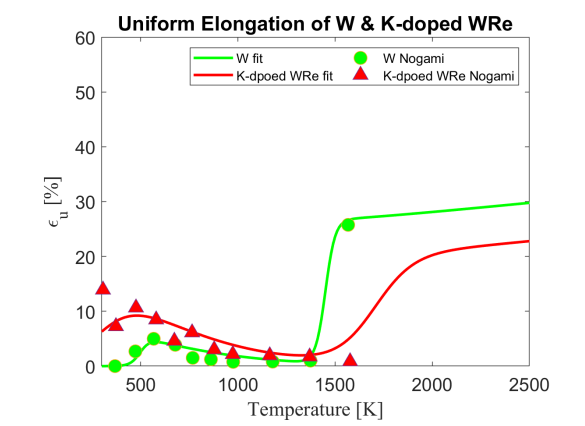 Uniform Elongation of W & K-doped WRe
W fit
W Nogami
K-dpoed WRe fit
K-dpoed WRe Nogami
60
50
40
30
20
10
0
ϵu [%]
500
1000
1500
2000
2500
Temperature [K]